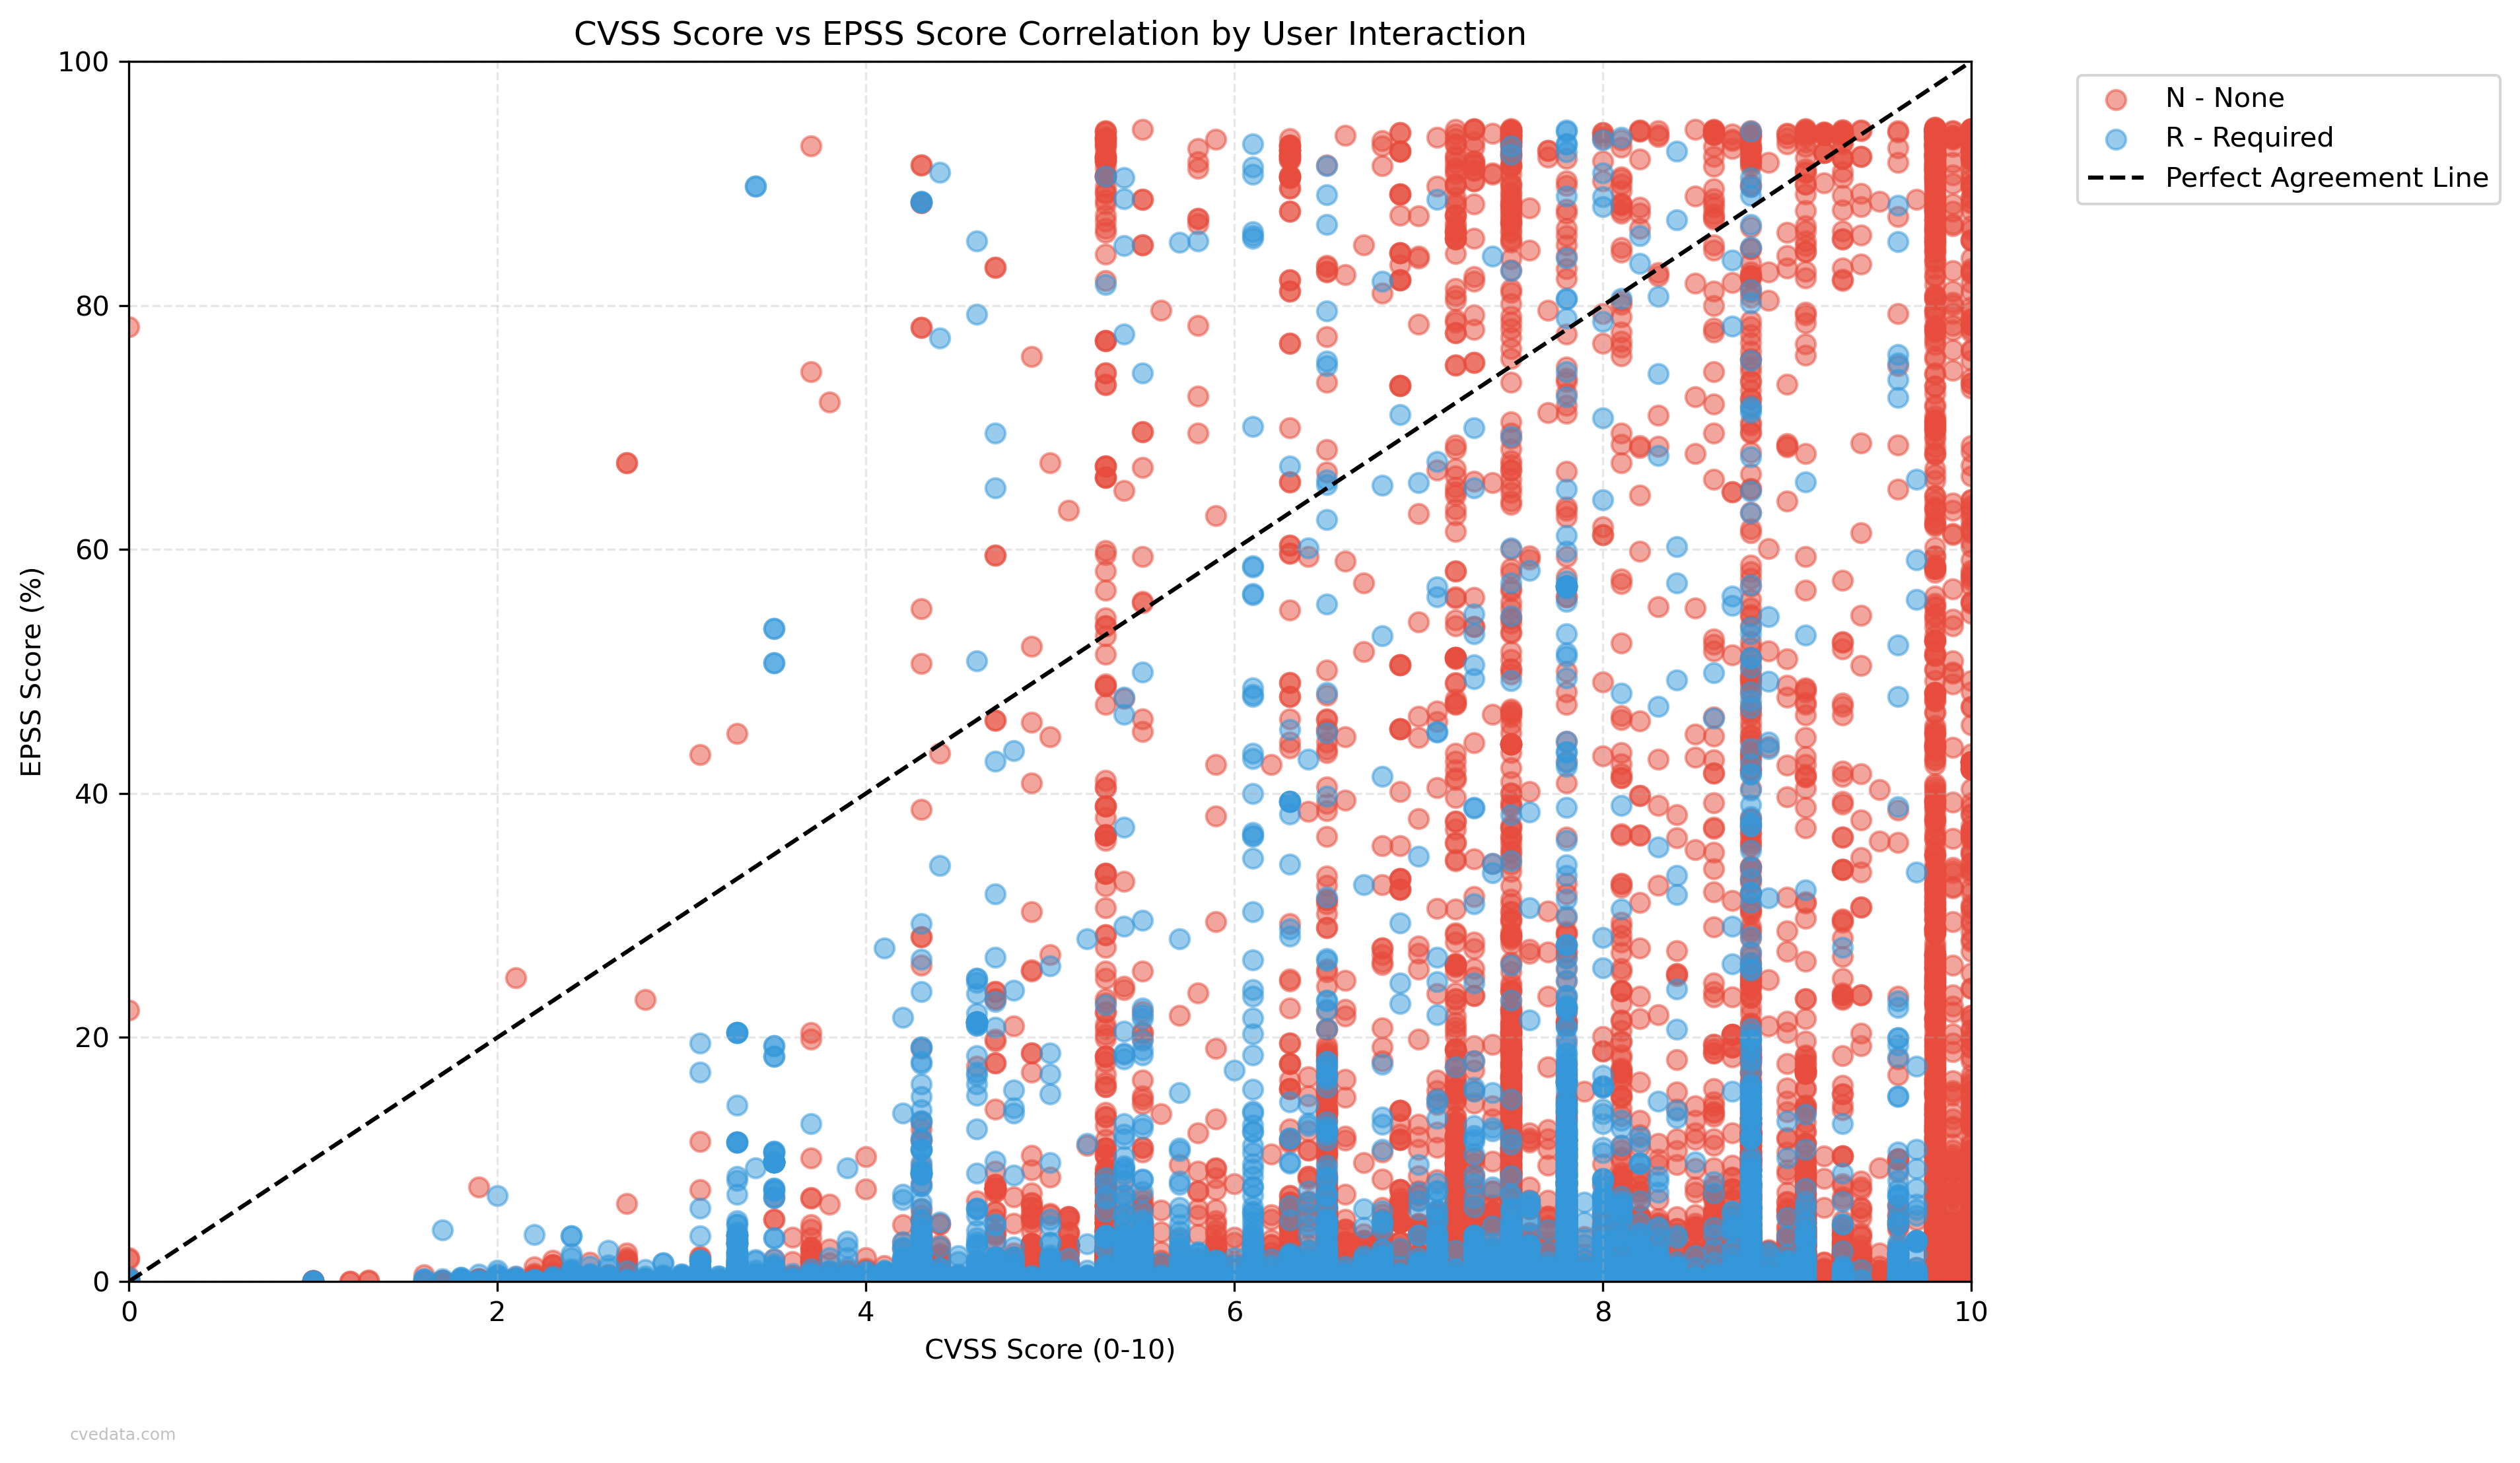 CVSS Score vs EPSS Score Correlation by User Interaction
100
80
60
40
20
0
EPSS Score (%)
0 2 4 6 8 10
CVSS Score (0-10)
N - None
R - Required
Perfect Agreement Line
cvedata.com